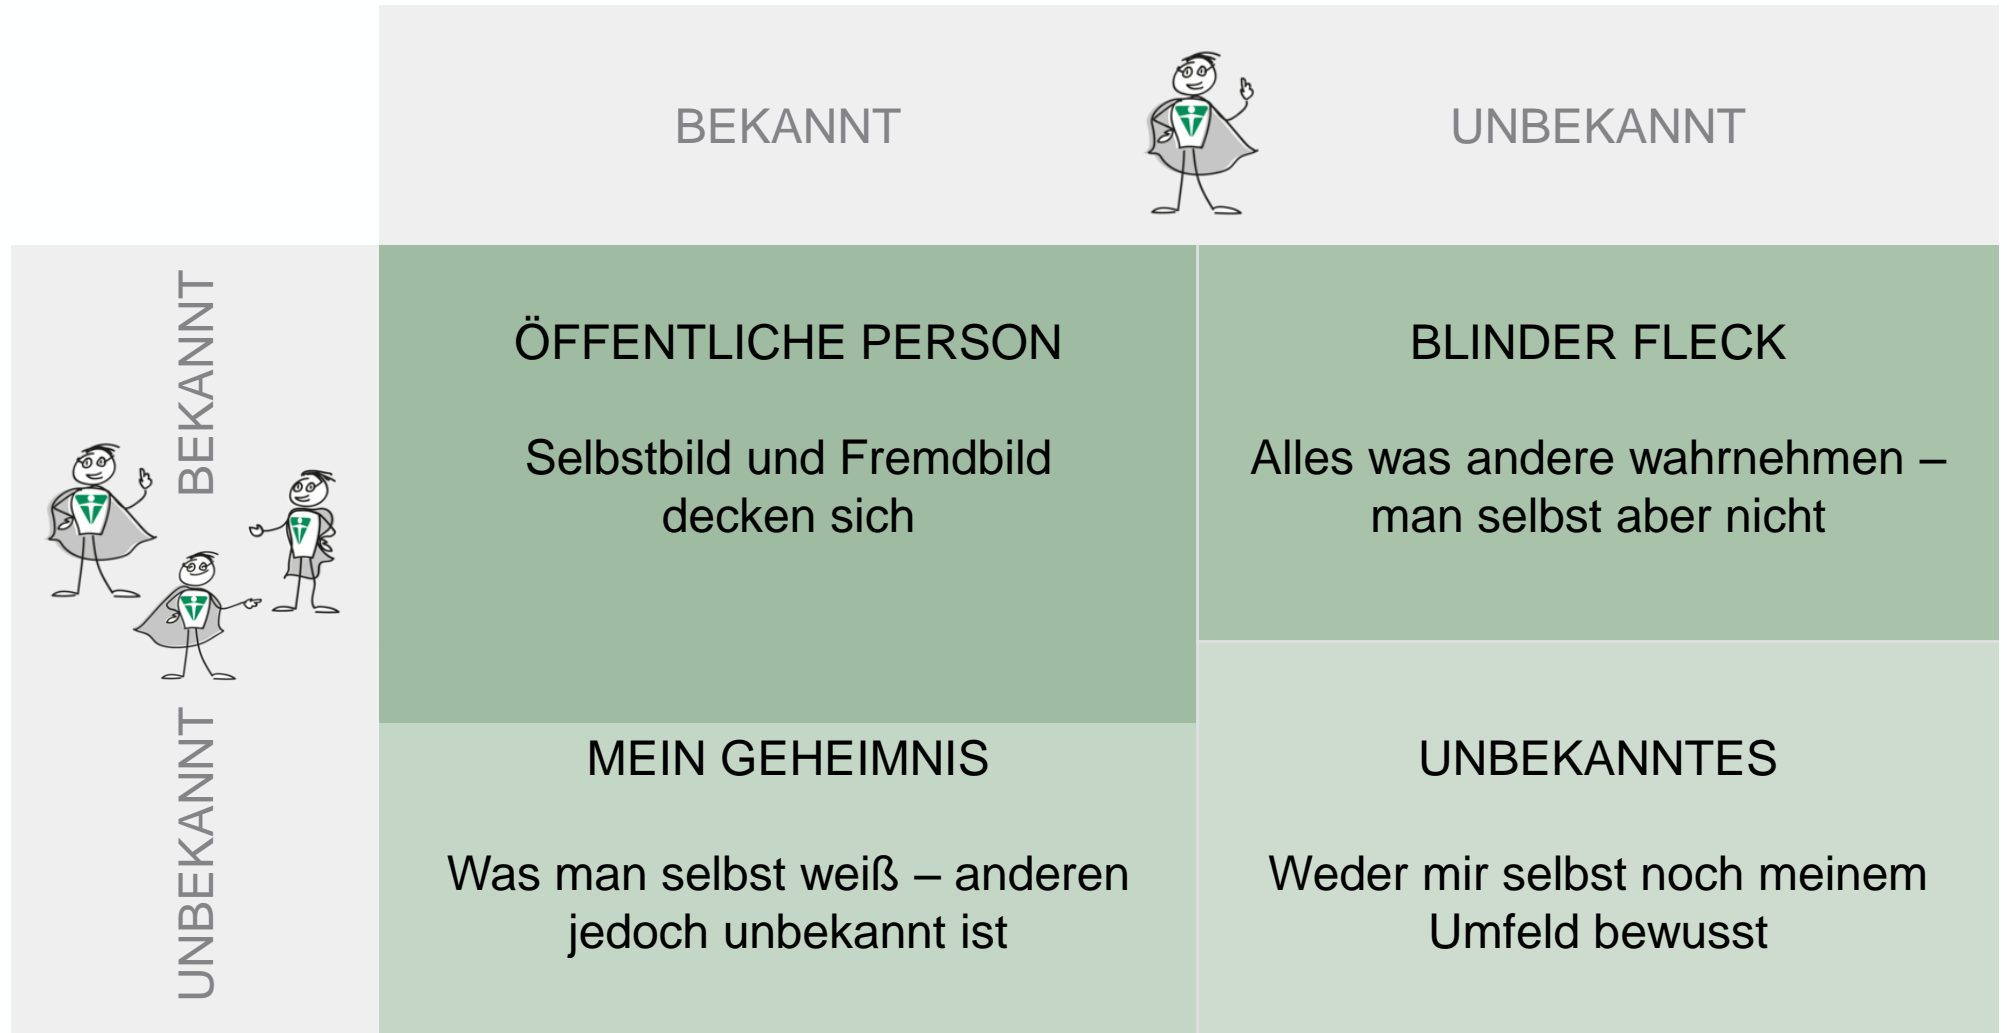 BEKANNT
UNBEKANNT
BEKANNT
UNBEKANNT
ÖFFENTLICHE PERSON
Selbstbild und Fremdbild
decken sich
BLINDER FLECK
Alles was andere wahrnehmen –
man selbst aber nicht
MEIN GEHEIMNIS
Was man selbst weiß – anderen
jedoch unbekannt ist
UNBEKANNTES
Weder mir selbst noch meinem
Umfeld bewusst